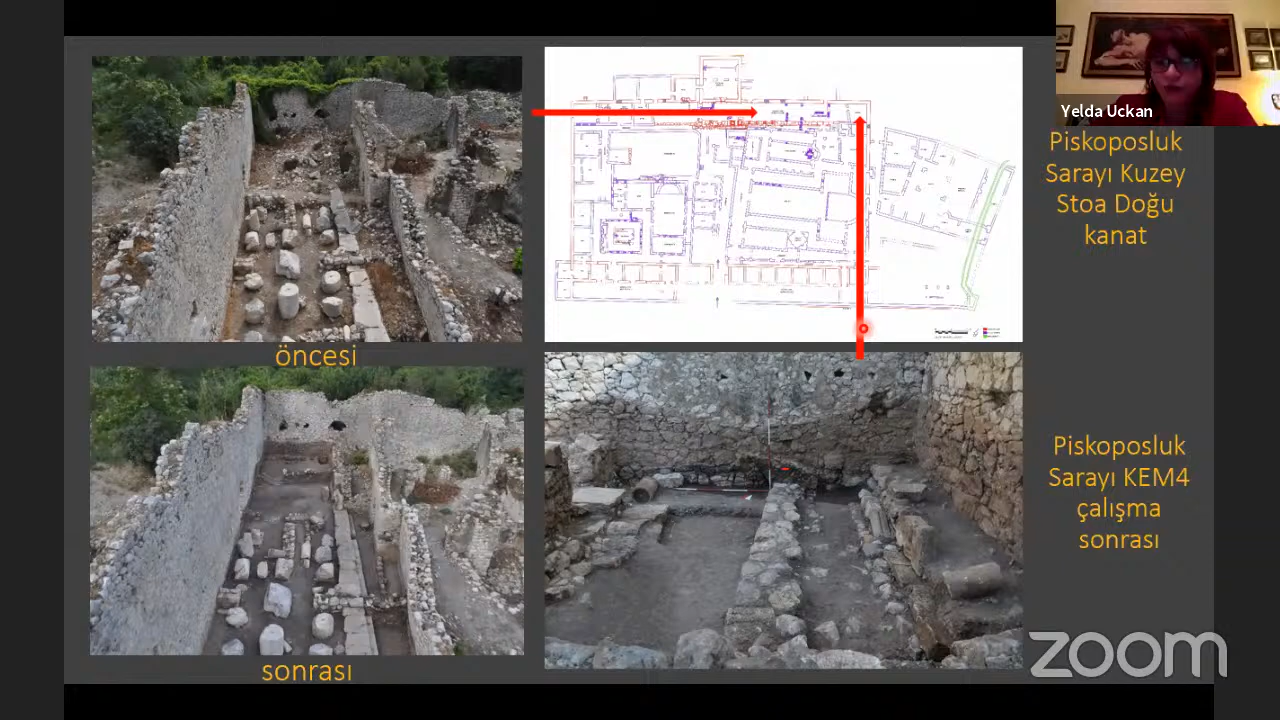 Yelda Uckan
Piskoposluk
Sarayı Kuzey
Stoa Doğu
kanat
öncesi
Piskoposluk
Sarayı KEM4
çalışma
sonrası
sonrası
zoom